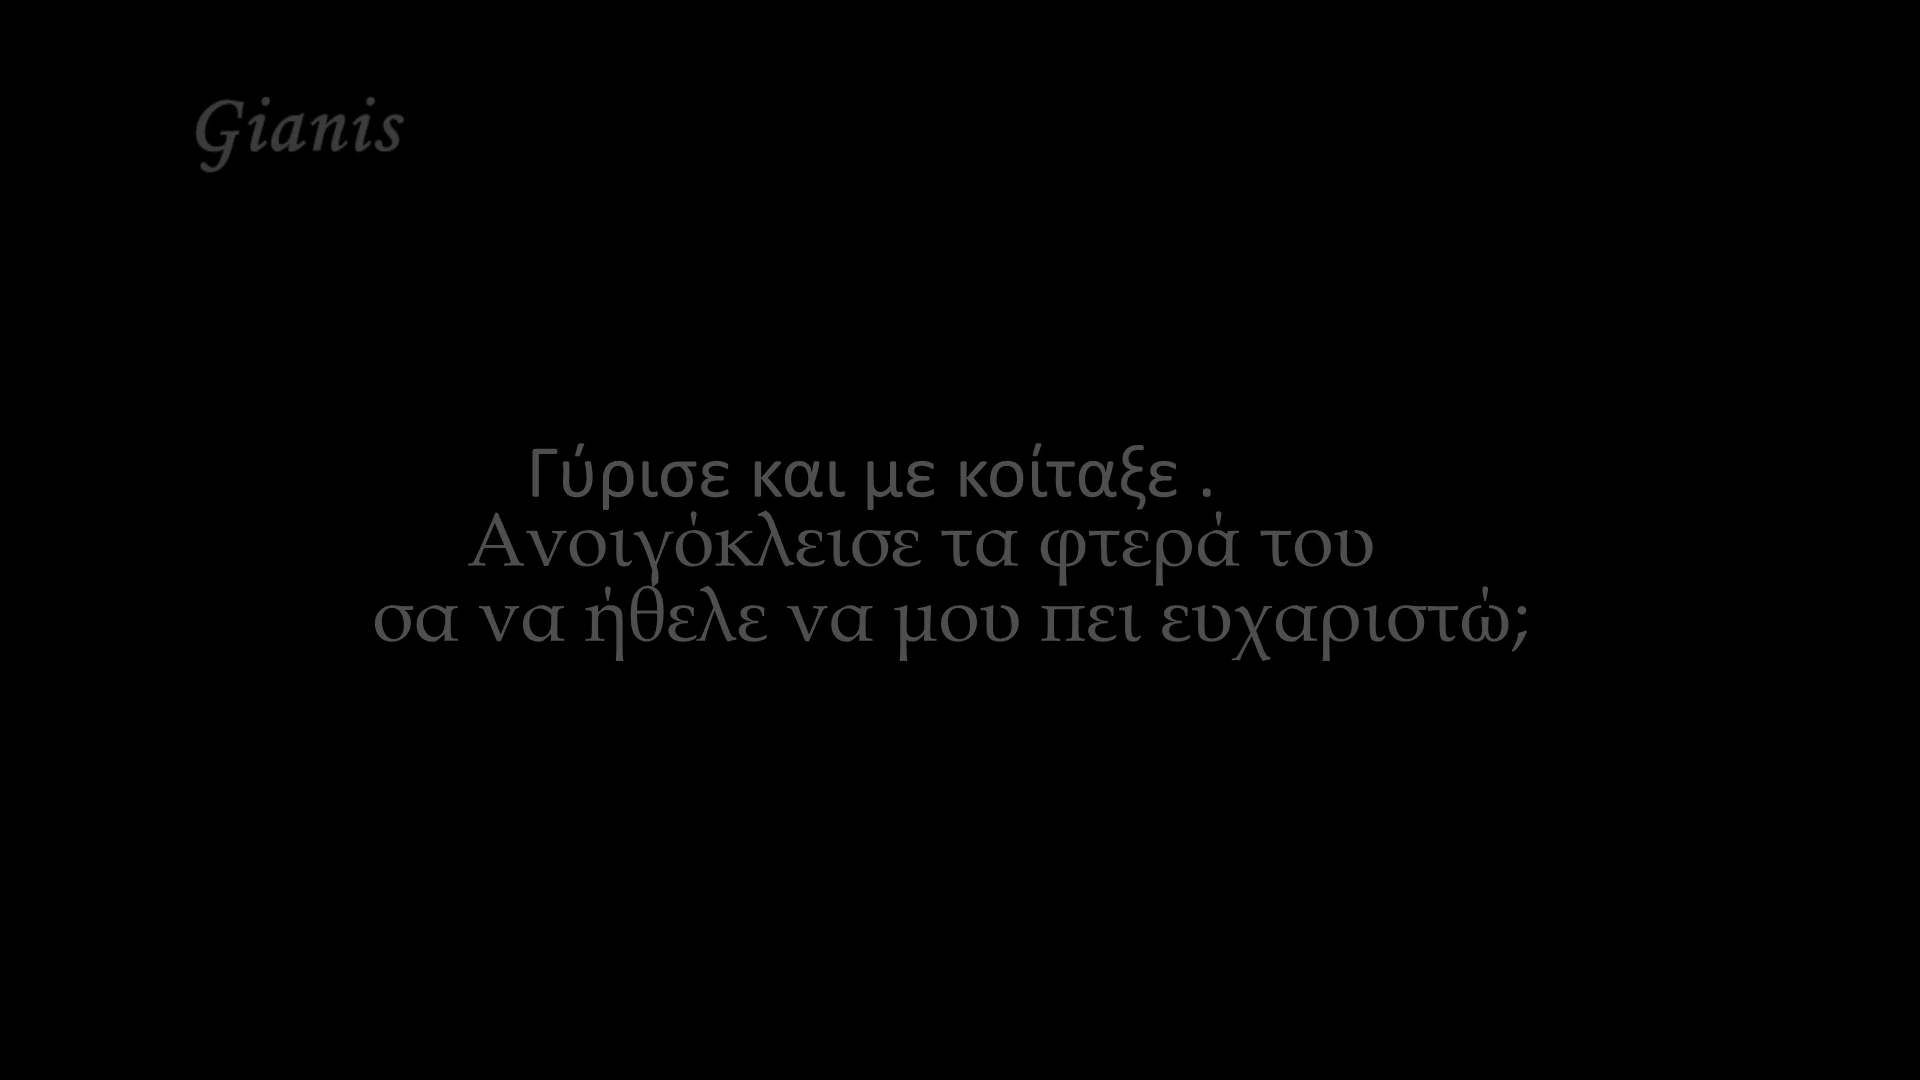 Gianis
Γύρισε και με κοίταξε .
Ανοιγόκλεισε τα φτερά του
σα να ήθελε να μου πει ευχαριστώ;